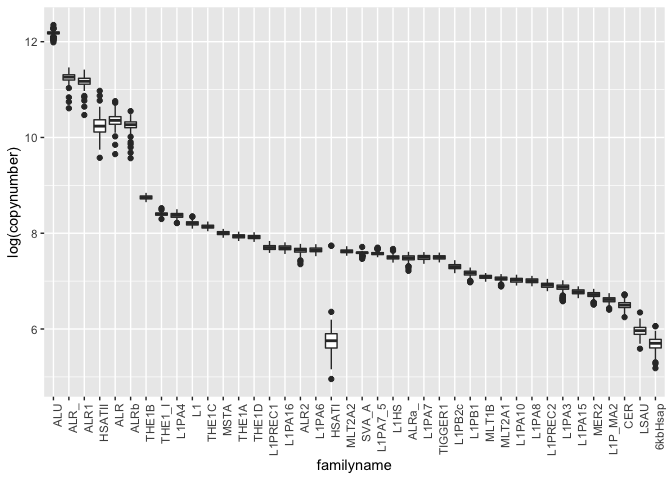 log(copynumber)
12
10
8
6
ALU
ALR_
ALR1
HSATII
ALR
ALRb
THE1B
THE1_I
L1PA4
L1
THE1C
MSTA
THE1A
THE1D
L1PREC1
L1PA16
ALR2
L1PA6
HSATI
MLT2A2
SVA_A
L1PA7_5
L1HS
ALRa_
L1PA7
TIGGER1
L1PB2c
L1PB1
MLT1B
MLT2A1
L1PA10
L1PA8
L1PREC2
L1PA3
L1PA15
MER2
L1P_MA2
CER
LSAU
6kbHsap
familyname